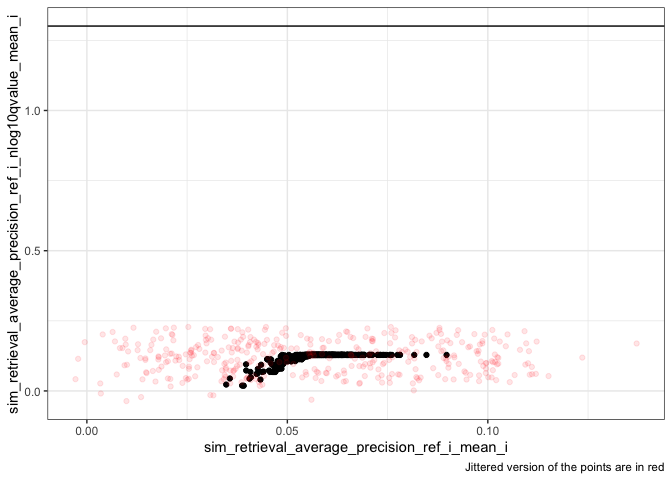 sim_retrieval_average_precision_ref_i_nlog10qvalue_mean_i
1.0
0.5
0.0
0.00
0.05
0.10
sim_retrieval_average_precision_ref_i_mean_i
Jittered version of the points are in red